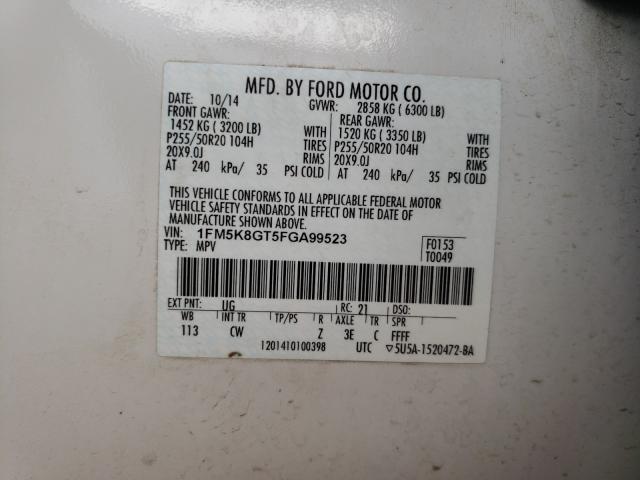 MFD. BY FORD MOTOR CO.
DATE: 10/14 GVWR: 2858 KG ( 6300 LB)
FRONT GAWR: REAR GAWR:
1452 KG ( 3200 LB) WITH 1520 KG ( 3350 LB) WITH
P255/50R20 104H TIRES P255/50R20 104H TIRES
20X9.0J RIMS 20X9.0J RIMS
AT 240 kPa/ 35 PSI COLD AT 240 kPa/ 35 PSI COLD
THIS VEHICLE CONFORMS TO ALL APPLICABLE FEDERAL MOTOR
VEHICLE SAFETY STANDARDS IN EFFECT ON THE DATE OF
MANUFACTURE SHOWN ABOVE.
VIN: 1FM5K8GT5FGA99523 F0153
TYPE: MPV T0049
EXT PNT: UG RC: 21 DSO:
WB INT TR TP/PS R AXLE TR SPR
113 CW Z 3E C FFFF
1201410100398 UTC ▽5U5A-1520472-BA